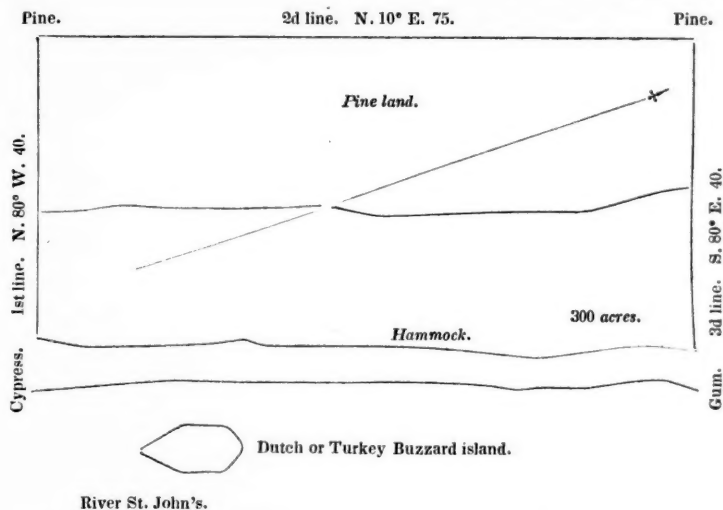 Pine.
2d line. N. 10° E. 75.
Pine.
Pine land.
1st line. N. 80° W. 40.
3d line. S. 80° E. 40.
300 acres.
Hammock.
Cypress.
Gum.
Dutch or Turkey Buzzard island.
River St. John's.